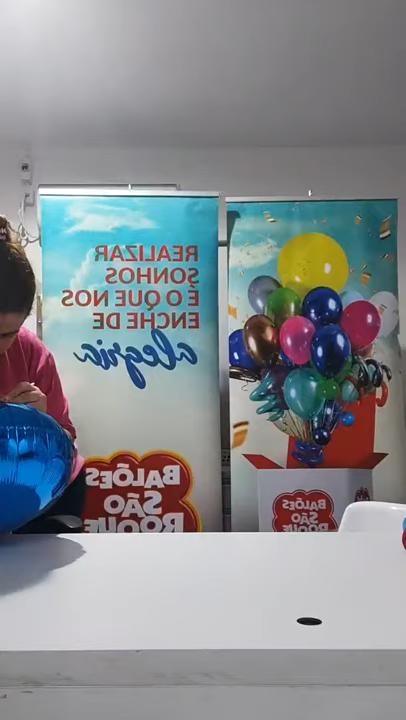 REALIZAR
SONHOS
É O QUE NOS
ENCHE DE
alegria
BALÕES
SÃO
ROQUE
BALÕES
SÃO
ROQUE